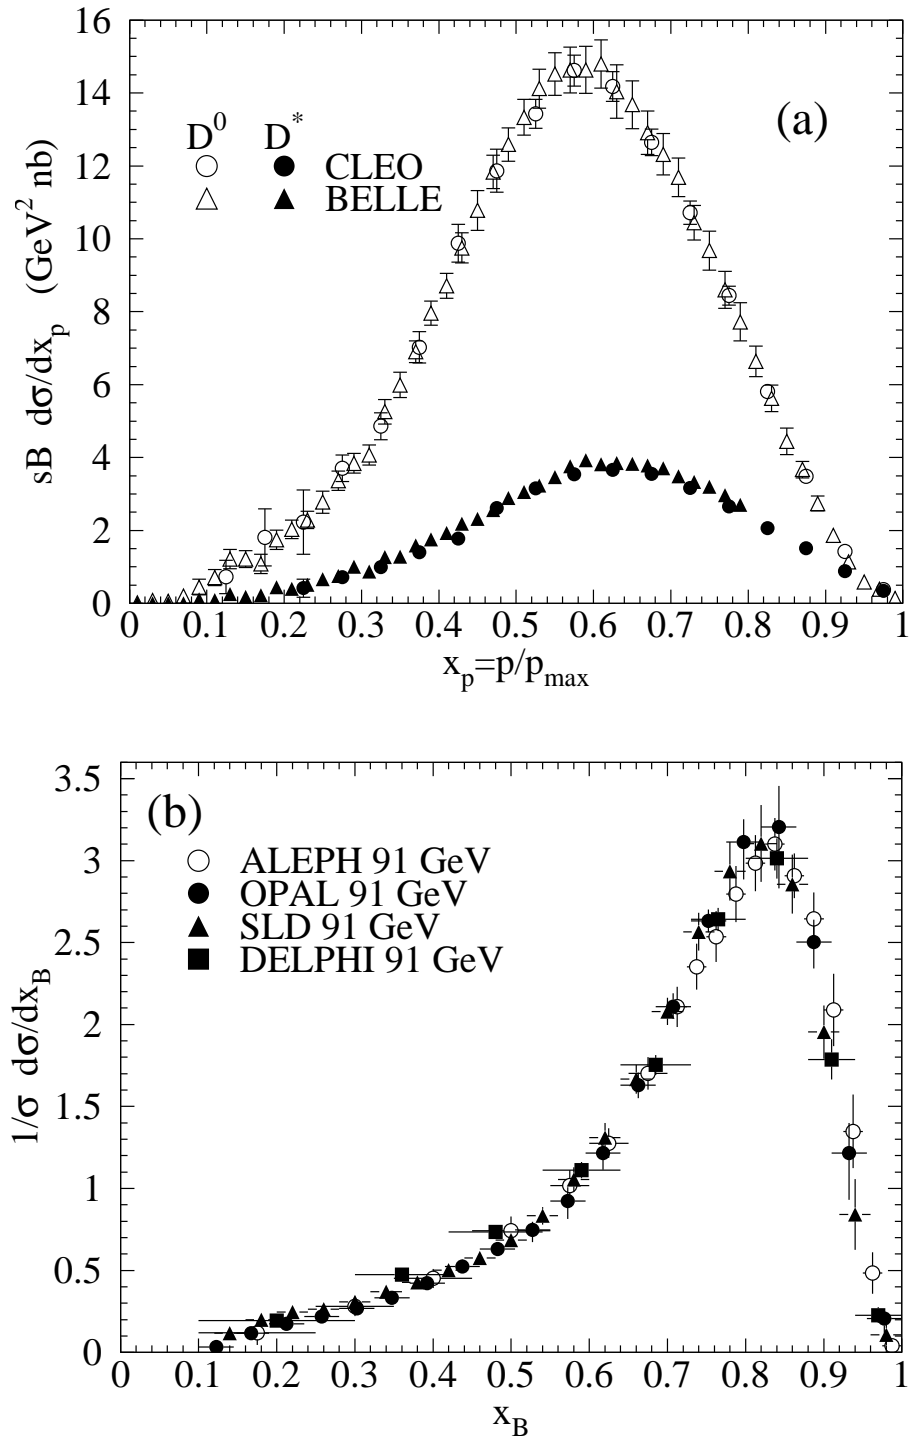 16
14
12
10
8
6
4
2
0
sB dσ/dx_p (GeV² nb)
(a)
D⁰ D*
CLEO
BELLE
0 0.1 0.2 0.3 0.4 0.5 0.6 0.7 0.8 0.9 1
x_p=p/p_max
3.5
3
2.5
2
1.5
1
0.5
0
1/σ dσ/dx_B
(b)
ALEPH 91 GeV
OPAL 91 GeV
SLD 91 GeV
DELPHI 91 GeV
0 0.1 0.2 0.3 0.4 0.5 0.6 0.7 0.8 0.9 1
x_B